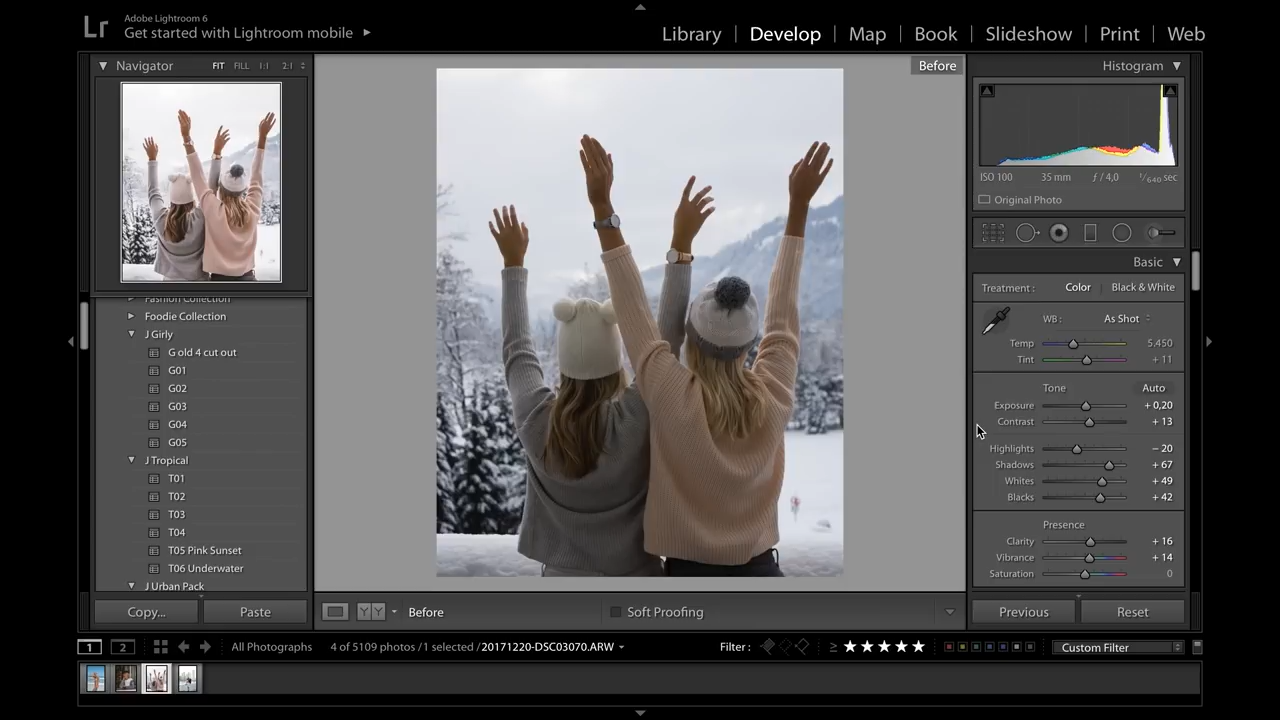 Adobe Lightroom 6
Lr Get started with Lightroom mobile
Library | Develop | Map | Book | Slideshow | Print | Web
Navigator FIT FILL 1:1 2:1
Before
Histogram
ISO 100 35 mm ƒ / 4,0 1/640 sec
Original Photo
Basic
Treatment : Color Black & White
WB : As Shot
Temp 5.450
Tint + 11
Tone Auto
Exposure + 0,20
Contrast + 13
Highlights − 20
Shadows + 67
Whites + 49
Blacks + 42
Presence
Clarity + 16
Vibrance + 14
Saturation 0
Fashion Collection
Foodie Collection
J Girly
G old 4 cut out
G01
G02
G03
G04
G05
J Tropical
T01
T02
T03
T04
T05 Pink Sunset
T06 Underwater
J Urban Pack
Copy... Paste
YY Before Soft Proofing
Previous Reset
1 2 All Photographs 4 of 5109 photos /1 selected /20171220-DSC03070.ARW Filter : ≥ ★★★★★ Custom Filter